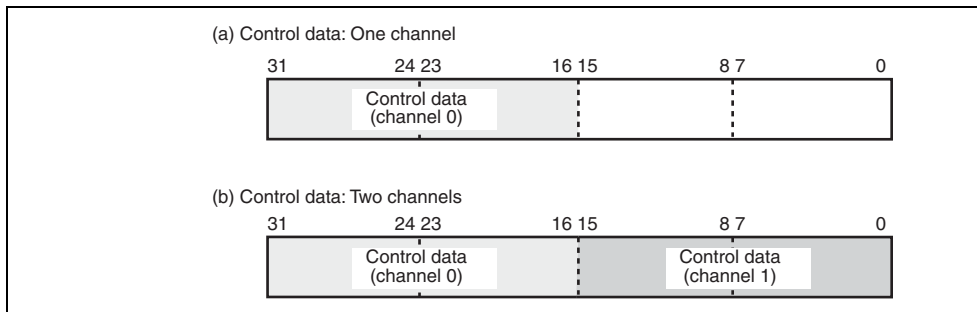 (a) Control data: One channel
31 24 23 16 15 8 7 0
Control data
(channel 0)
(b) Control data: Two channels
31 24 23 16 15 8 7 0
Control data
(channel 0)
Control data
(channel 1)